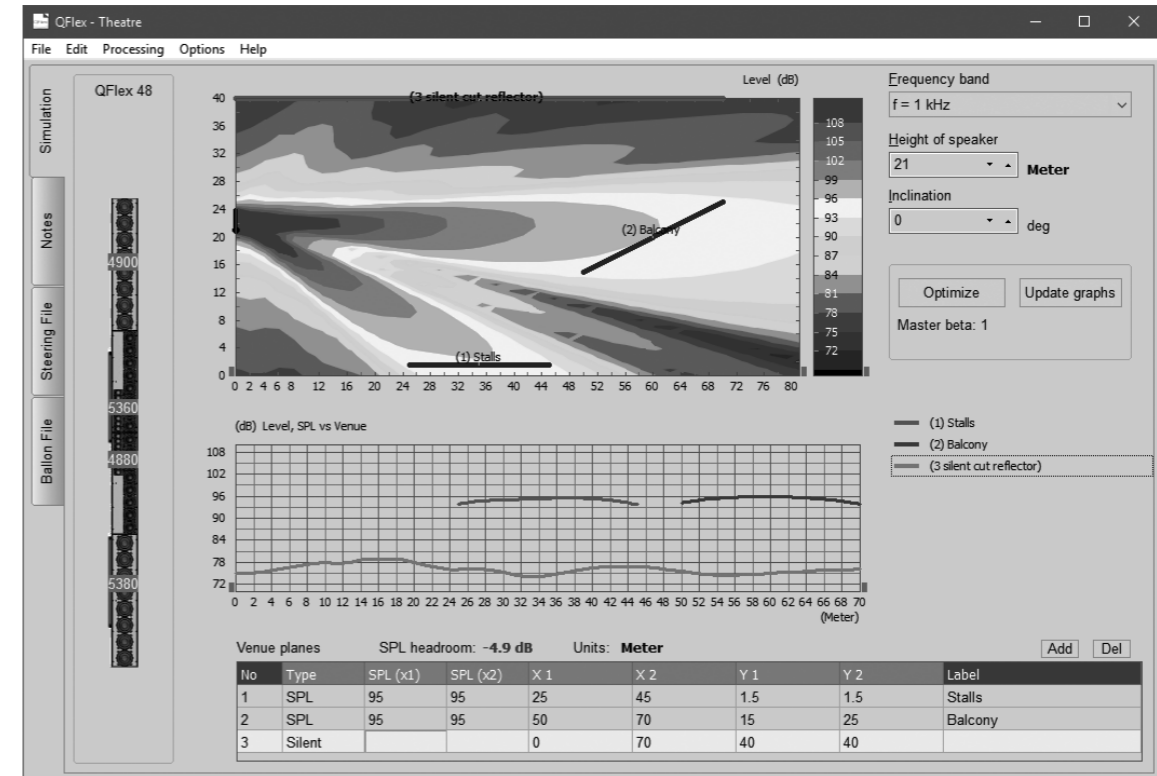 QFlex - Theatre
File Edit Processing Options Help
Simulation
Notes
Steering File
Ballon File
QFlex 48
4900
5360
4880
5380
Level (dB)
(3 silent cut reflector)
40
36
32
28
24
20
16
12
8
4
0
(2) Balcony
(1) Stalls
0 2 4 6 8 12 16 20 24 28 32 36 40 44 48 52 56 60 64 68 72 76 80
108
105
102
99
96
93
90
87
84
81
78
75
72
Frequency band
f = 1 kHz
Height of speaker
21 Meter
Inclination
0 deg
Optimize Update graphs
Master beta: 1
(dB) Level, SPL vs Venue
108
102
96
90
84
78
72
0 2 4 6 8 10 12 14 16 18 20 22 24 26 28 30 32 34 36 38 40 42 44 46 48 50 52 54 56 58 60 62 64 66 68 70
(Meter)
(1) Stalls
(2) Balcony
(3 silent cut reflector)
Venue planes SPL headroom: -4.9 dB Units: Meter Add Del
No Type SPL (x1) SPL (x2) X 1 X 2 Y 1 Y 2 Label
1 SPL 95 95 25 45 1.5 1.5 Stalls
2 SPL 95 95 50 70 15 25 Balcony
3 Silent 0 70 40 40